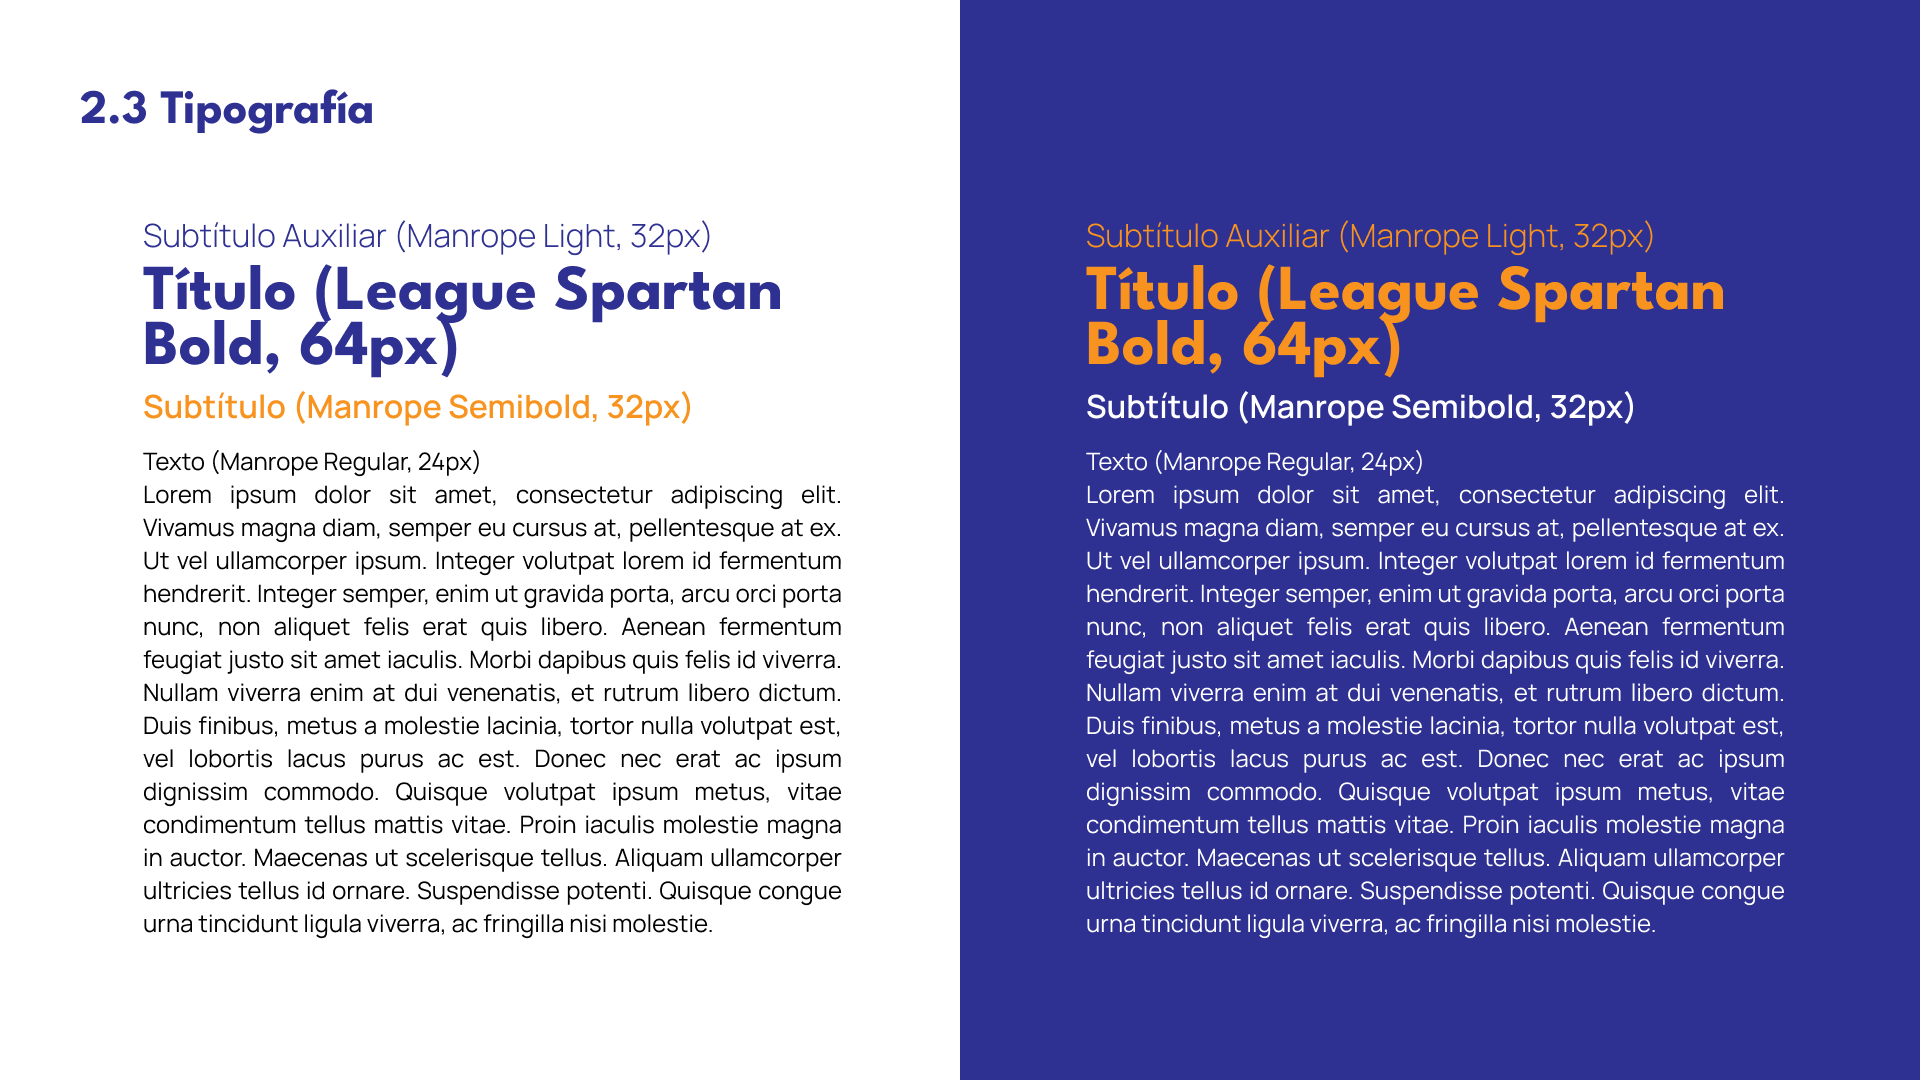 2.3 Tipografía
Subtítulo Auxiliar (Manrope Light, 32px)
Título (League Spartan
Bold, 64px)
Subtítulo (Manrope Semibold, 32px)
Texto (Manrope Regular, 24px)
Lorem ipsum dolor sit amet, consectetur adipiscing elit.
Vivamus magna diam, semper eu cursus at, pellentesque at ex.
Ut vel ullamcorper ipsum. Integer volutpat lorem id fermentum
hendrerit. Integer semper, enim ut gravida porta, arcu orci porta
nunc, non aliquet felis erat quis libero. Aenean fermentum
feugiat justo sit amet iaculis. Morbi dapibus quis felis id viverra.
Nullam viverra enim at dui venenatis, et rutrum libero dictum.
Duis finibus, metus a molestie lacinia, tortor nulla volutpat est,
vel lobortis lacus purus ac est. Donec nec erat ac ipsum
dignissim commodo. Quisque volutpat ipsum metus, vitae
condimentum tellus mattis vitae. Proin iaculis molestie magna
in auctor. Maecenas ut scelerisque tellus. Aliquam ullamcorper
ultricies tellus id ornare. Suspendisse potenti. Quisque congue
urna tincidunt ligula viverra, ac fringilla nisi molestie.
Subtítulo Auxiliar (Manrope Light, 32px)
Título (League Spartan
Bold, 64px)
Subtítulo (Manrope Semibold, 32px)
Texto (Manrope Regular, 24px)
Lorem ipsum dolor sit amet, consectetur adipiscing elit.
Vivamus magna diam, semper eu cursus at, pellentesque at ex.
Ut vel ullamcorper ipsum. Integer volutpat lorem id fermentum
hendrerit. Integer semper, enim ut gravida porta, arcu orci porta
nunc, non aliquet felis erat quis libero. Aenean fermentum
feugiat justo sit amet iaculis. Morbi dapibus quis felis id viverra.
Nullam viverra enim at dui venenatis, et rutrum libero dictum.
Duis finibus, metus a molestie lacinia, tortor nulla volutpat est,
vel lobortis lacus purus ac est. Donec nec erat ac ipsum
dignissim commodo. Quisque volutpat ipsum metus, vitae
condimentum tellus mattis vitae. Proin iaculis molestie magna
in auctor. Maecenas ut scelerisque tellus. Aliquam ullamcorper
ultricies tellus id ornare. Suspendisse potenti. Quisque congue
urna tincidunt ligula viverra, ac fringilla nisi molestie.